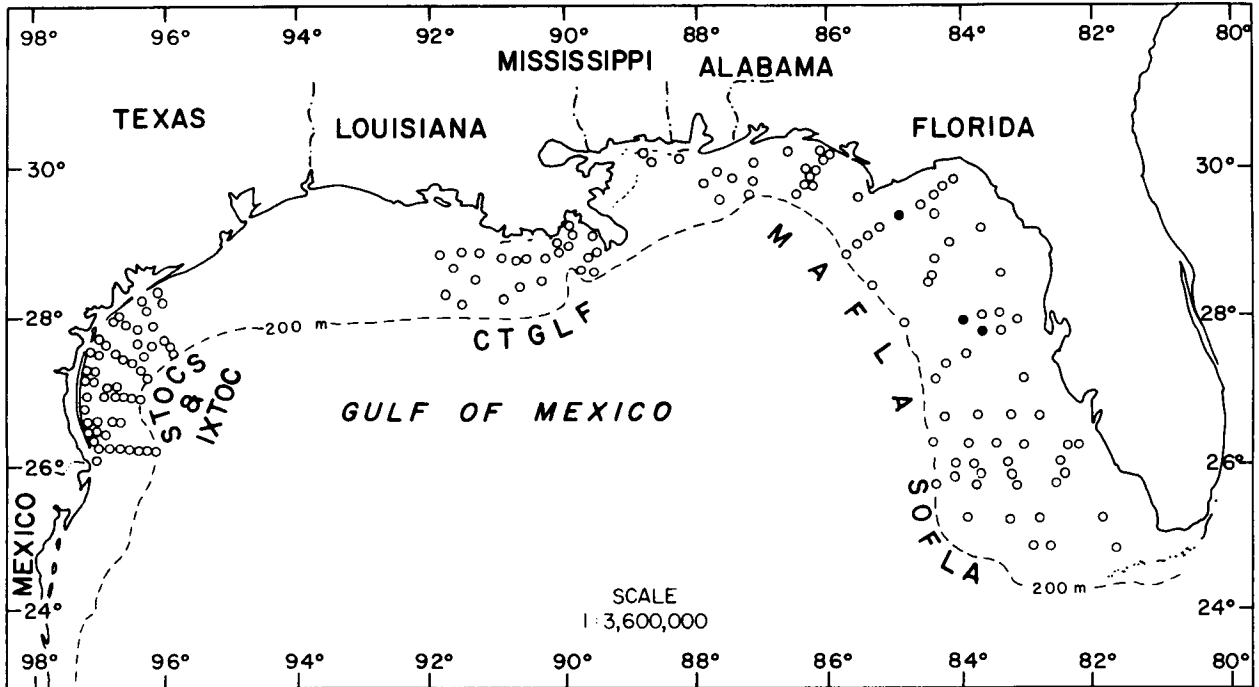 98° 96° 94° 92° 90° 88° 86° 84° 82° 80°
MISSISSIPPI
ALABAMA
TEXAS
LOUISIANA
FLORIDA
30°
30°
28°
28°
200 m
CTGLF
MAFLA
STOCS
&
IXTOC
GULF OF MEXICO
26°
26°
SOFLA
MEXICO
200 m
SCALE
1:3,600,000
24°
24°
98° 96° 94° 92° 90° 88° 86° 84° 82° 80°